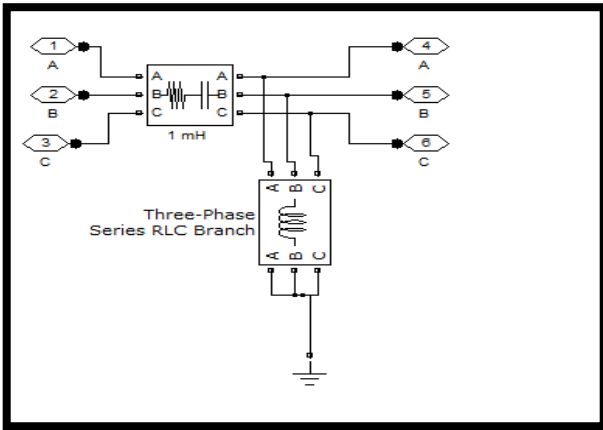 1
A
2
B
3
C
A A
B B
C C
1 mH
4
A
5
B
6
C
A B C
Three-Phase
Series RLC Branch
A B C